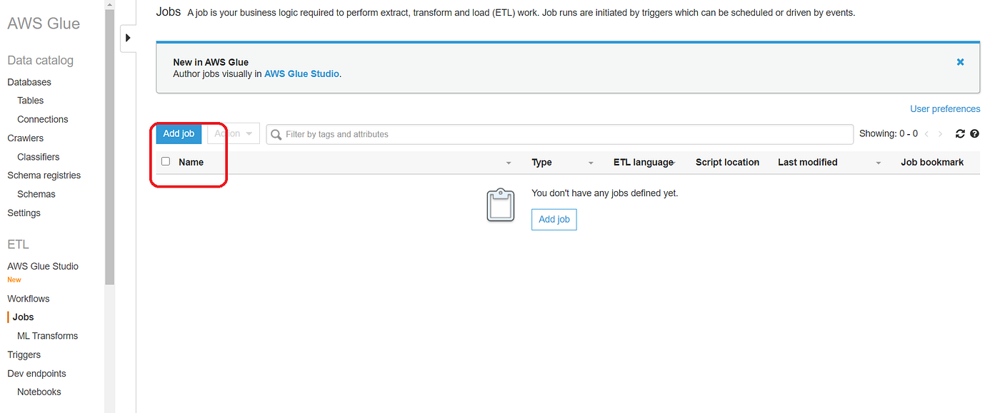 AWS Glue
Data catalog
Databases
Tables
Connections
Crawlers
Classifiers
Schema registries
Schemas
Settings
ETL
AWS Glue Studio
New
Workflows
Jobs
ML Transforms
Triggers
Dev endpoints
Notebooks
Jobs A job is your business logic required to perform extract, transform and load (ETL) work. Job runs are initiated by triggers which can be scheduled or driven by events.
New in AWS Glue
Author jobs visually in AWS Glue Studio.
User preferences
Add job Action Filter by tags and attributes Showing: 0 - 0
Name Type ETL language Script location Last modified Job bookmark
You don't have any jobs defined yet.
Add job